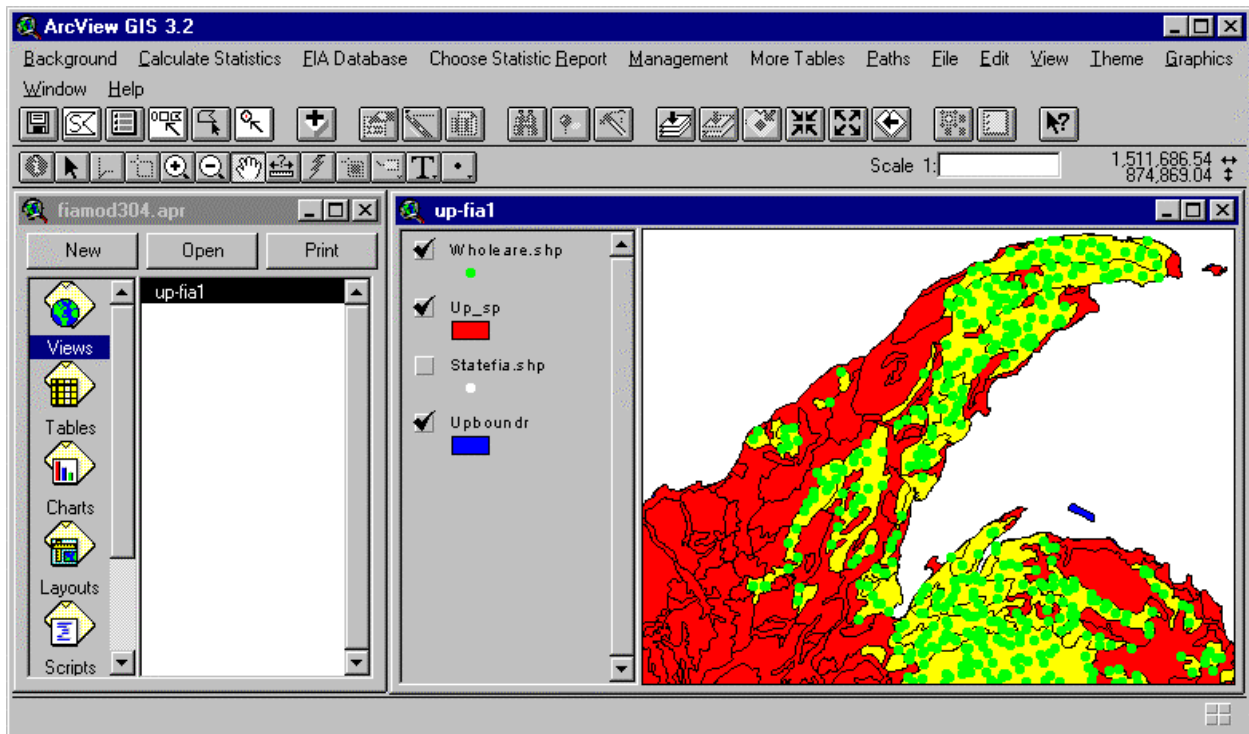 ArcView GIS 3.2
Background Calculate Statistics FIA Database Choose Statistic Report Management More Tables Paths File Edit View Theme Graphics
Window Help
Scale 1:
1,511,686.54
874,869.04
fiamod304.apr
New Open Print
up-fia1
Views
Tables
Charts
Layouts
Scripts
up-fia1
Wholeare.shp
Up_sp
Statefia.shp
Upboundr